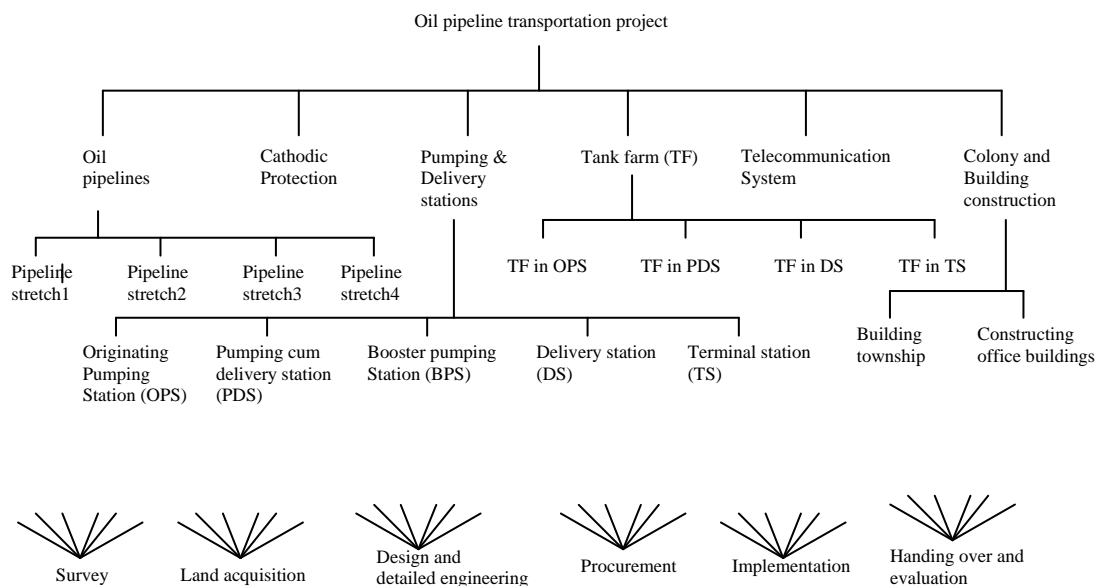 Oil pipeline transportation project
Oil
pipelines
Cathodic
Protection
Pumping &
Delivery
stations
Tank farm (TF)
Telecommunication
System
Colony and
Building
construction
Pipeline
stretch1
Pipeline
stretch2
Pipeline
stretch3
Pipeline
stretch4
TF in OPS
TF in PDS
TF in DS
TF in TS
Originating
Pumping
Station (OPS)
Pumping cum
delivery station
(PDS)
Booster pumping
Station (BPS)
Delivery station
(DS)
Terminal station
(TS)
Building
township
Constructing
office buildings
Survey
Land acquisition
Design and
detailed engineering
Procurement
Implementation
Handing over and
evaluation